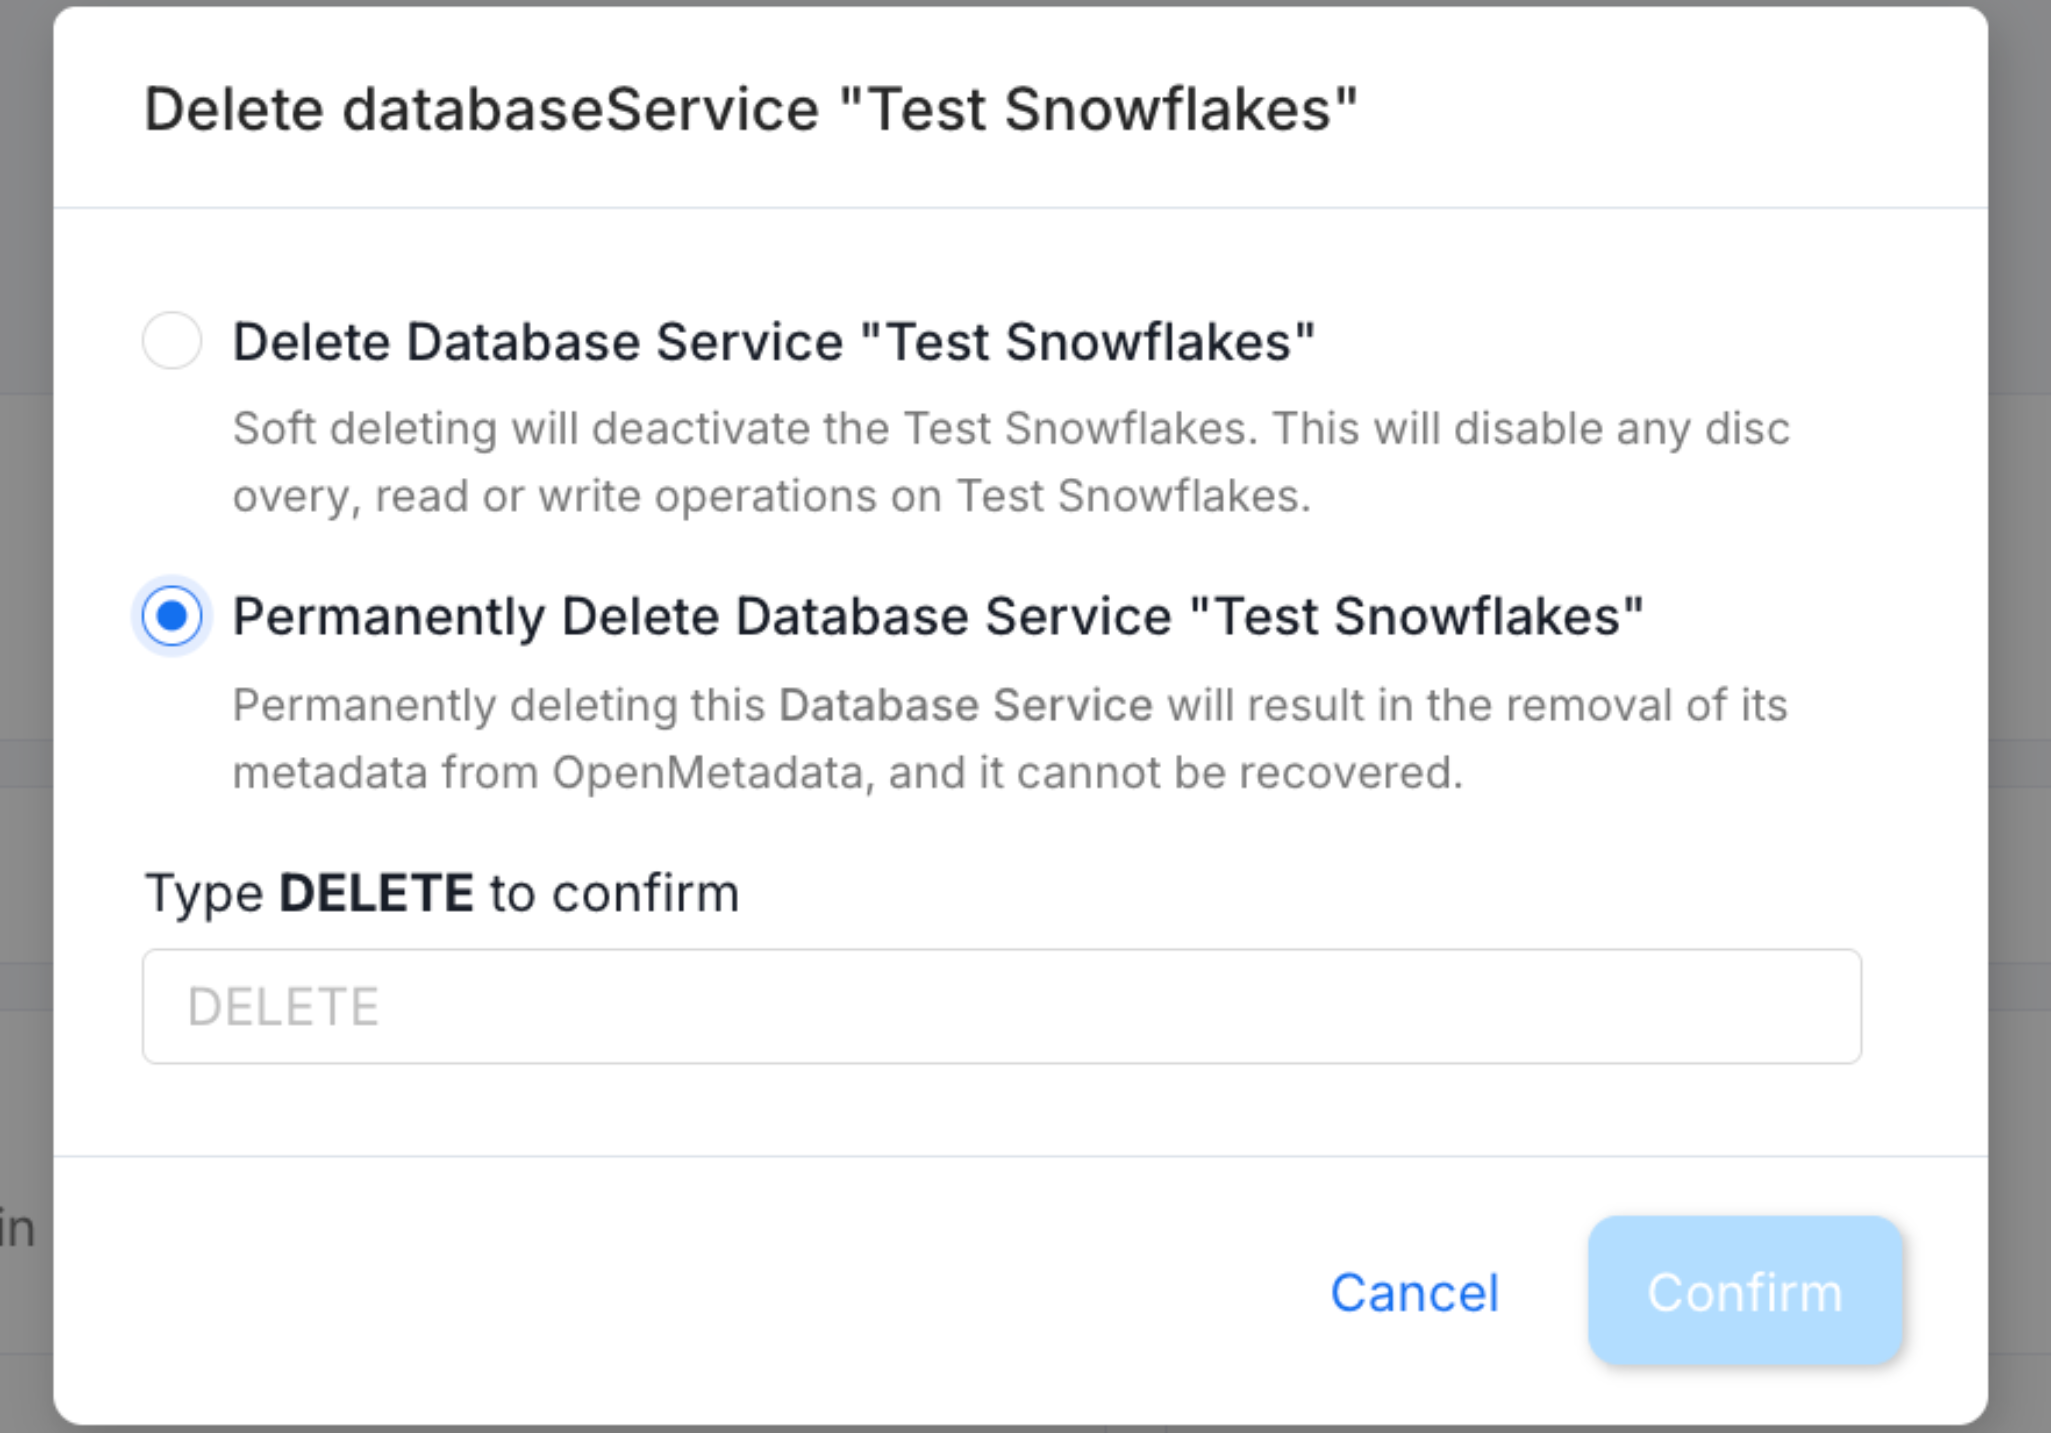 Delete databaseService "Test Snowflakes"
Delete Database Service "Test Snowflakes"
Soft deleting will deactivate the Test Snowflakes. This will disable any disc
overy, read or write operations on Test Snowflakes.
Permanently Delete Database Service "Test Snowflakes"
Permanently deleting this Database Service will result in the removal of its
metadata from OpenMetadata, and it cannot be recovered.
Type DELETE to confirm
DELETE
in
Cancel
Confirm